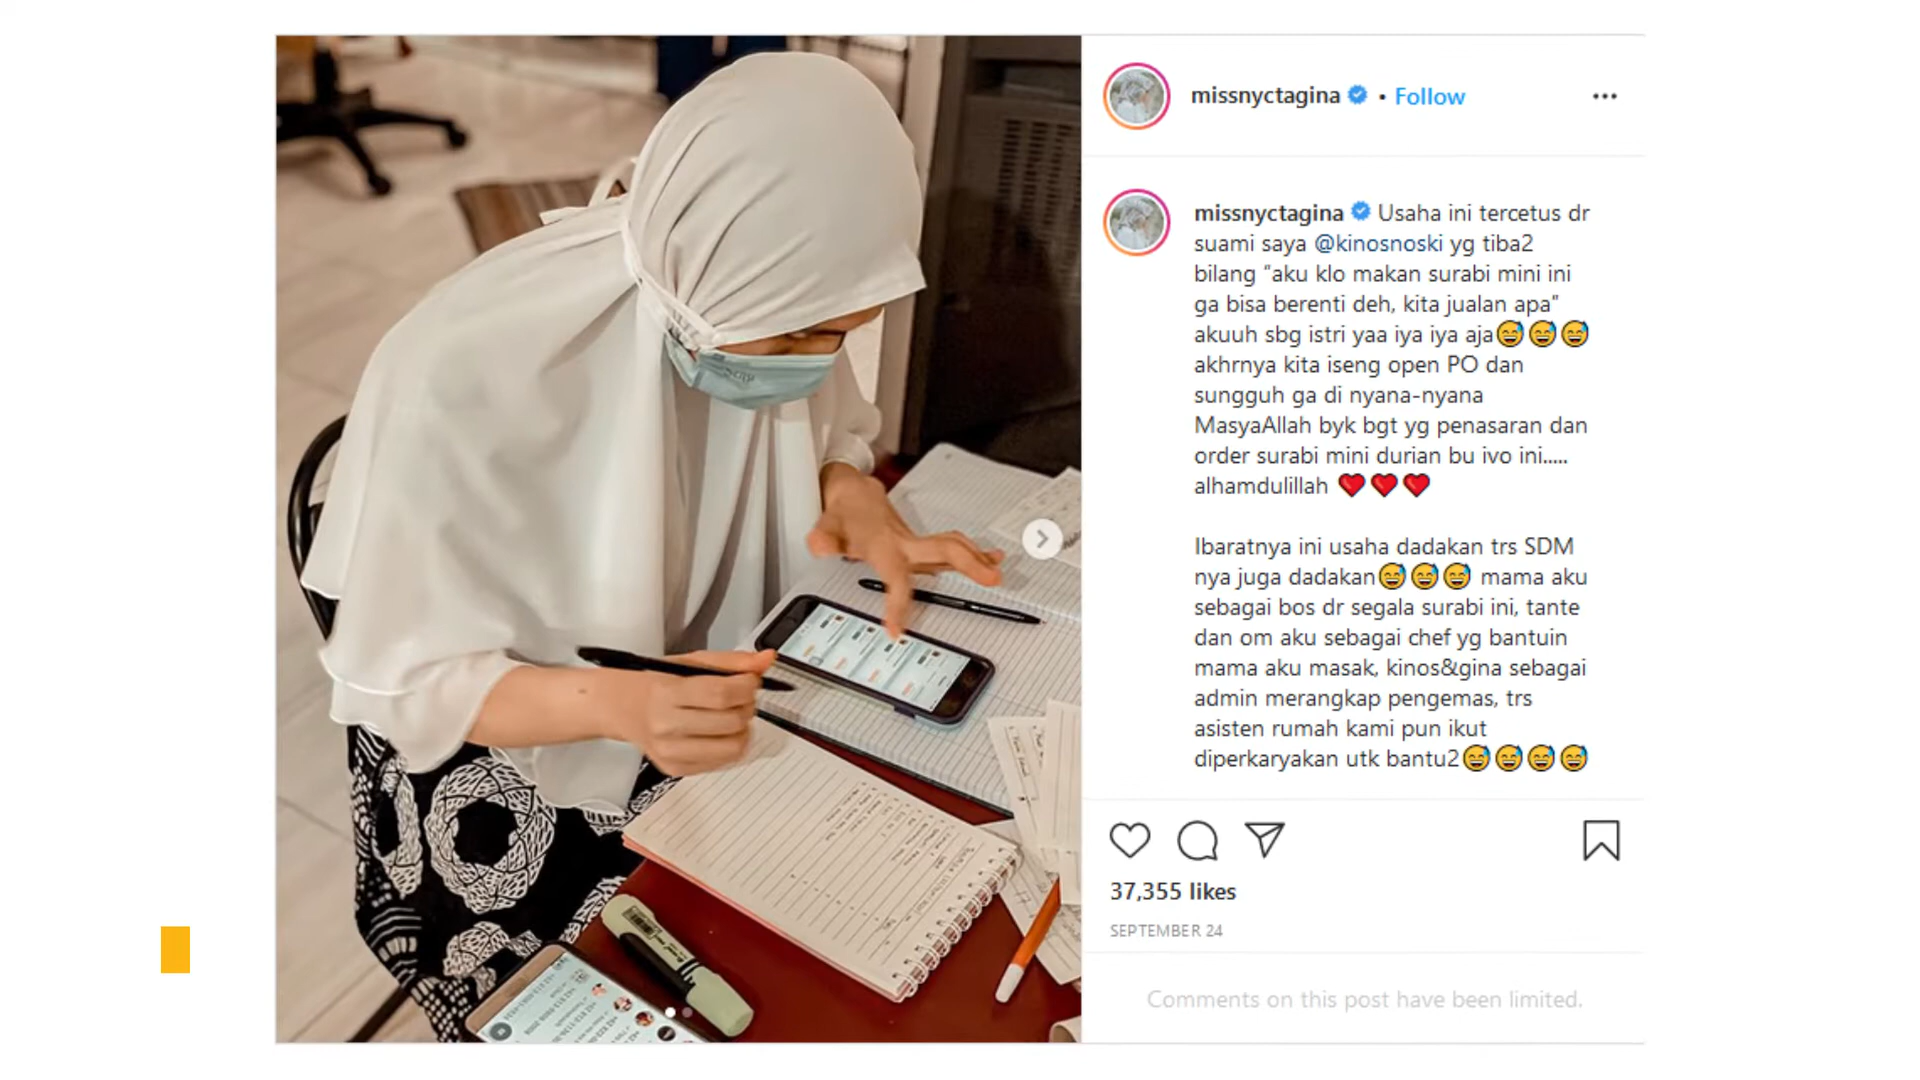 missnyctagina • Follow
missnyctagina Usaha ini tercetus dr
suami saya @kinosnoski yg tiba2
bilang "aku klo makan surabi mini ini
ga bisa berenti deh, kita jualan apa"
akuuh sbg istri yaa iya iya aja😅😅😅
akhrnya kita iseng open PO dan
sungguh ga di nyana-nyana
MasyaAllah byk bgt yg penasaran dan
order surabi mini durian bu ivo ini.....
alhamdulillah ❤❤❤
Ibaratnya ini usaha dadakan trs SDM
nya juga dadakan😅😅😅 mama aku
sebagai bos dr segala surabi ini, tante
dan om aku sebagai chef yg bantuin
mama aku masak, kinos&gina sebagai
admin merangkap pengemas, trs
asisten rumah kami pun ikut
diperkaryakan utk bantu2😅😅😅😅
37,355 likes
SEPTEMBER 24
Comments on this post have been limited.